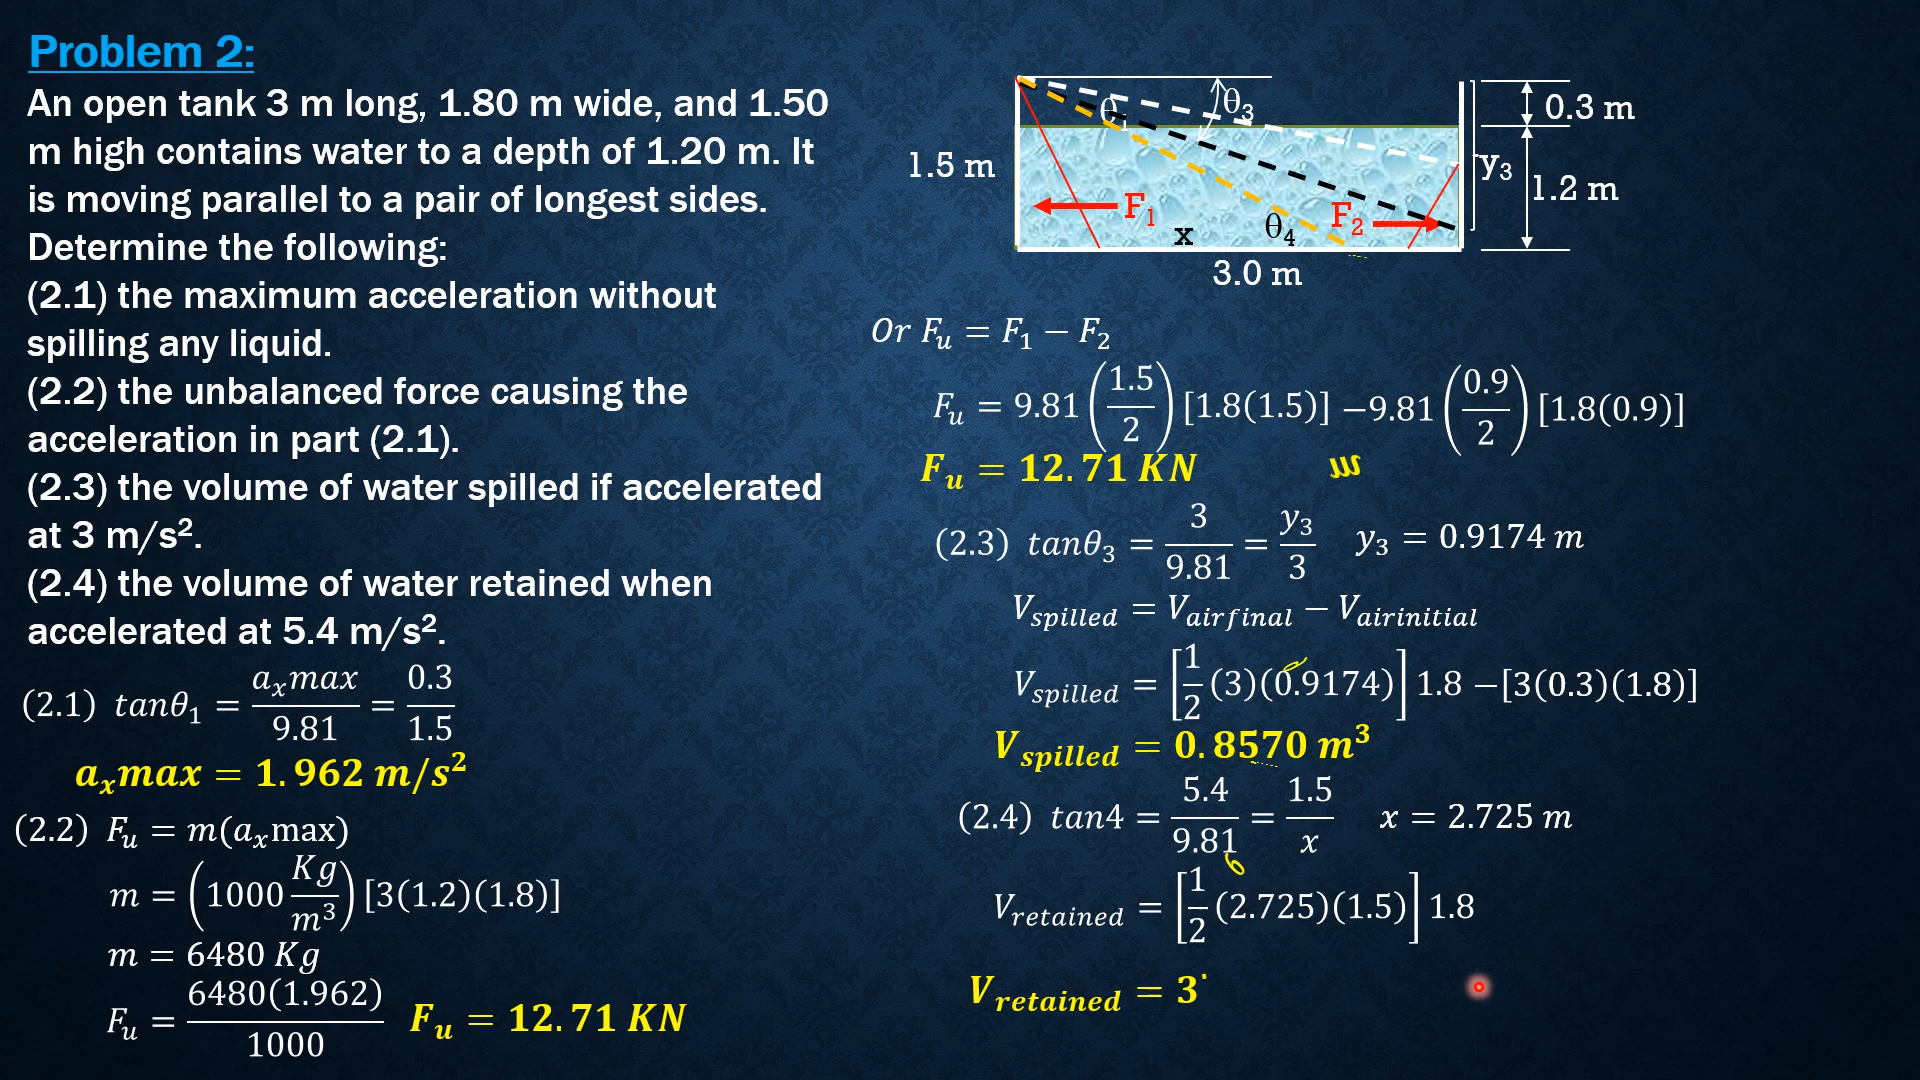 Problem 2:
An open tank 3 m long, 1.80 m wide, and 1.50
m high contains water to a depth of 1.20 m. It
is moving parallel to a pair of longest sides.
Determine the following:
(2.1) the maximum acceleration without
spilling any liquid.
(2.2) the unbalanced force causing the
acceleration in part (2.1).
(2.3) the volume of water spilled if accelerated
at 3 m/s².
(2.4) the volume of water retained when
accelerated at 5.4 m/s².
(2.1) tanθ₁ = aₓmax/9.81 = 0.3/1.5
aₓmax = 1.962 m/s²
(2.2) Fᵤ = m(aₓmax)
m = (1000 Kg/m³)[3(1.2)(1.8)]
m = 6480 Kg
Fᵤ = 6480(1.962)/1000 Fᵤ = 12.71 KN
θ₁
θ₃
0.3 m
1.5 m
y₃
1.2 m
F₁
F₂
x
θ₄
3.0 m
Or Fᵤ = F₁ − F₂
Fᵤ = 9.81(1.5/2)[1.8(1.5)] −9.81(0.9/2)[1.8(0.9)]
Fᵤ = 12.71 KN
(2.3) tanθ₃ = 3/9.81 = y₃/3 y₃ = 0.9174 m
Vspilled = Vairfinal − Vairinitial
Vspilled = [1/2(3)(0.9174)]1.8 −[3(0.3)(1.8)]
Vspilled = 0.8570 m³
(2.4) tan4 = 5.4/9.81 = 1.5/x x = 2.725 m
Vretained = [1/2(2.725)(1.5)]1.8
Vretained = 3